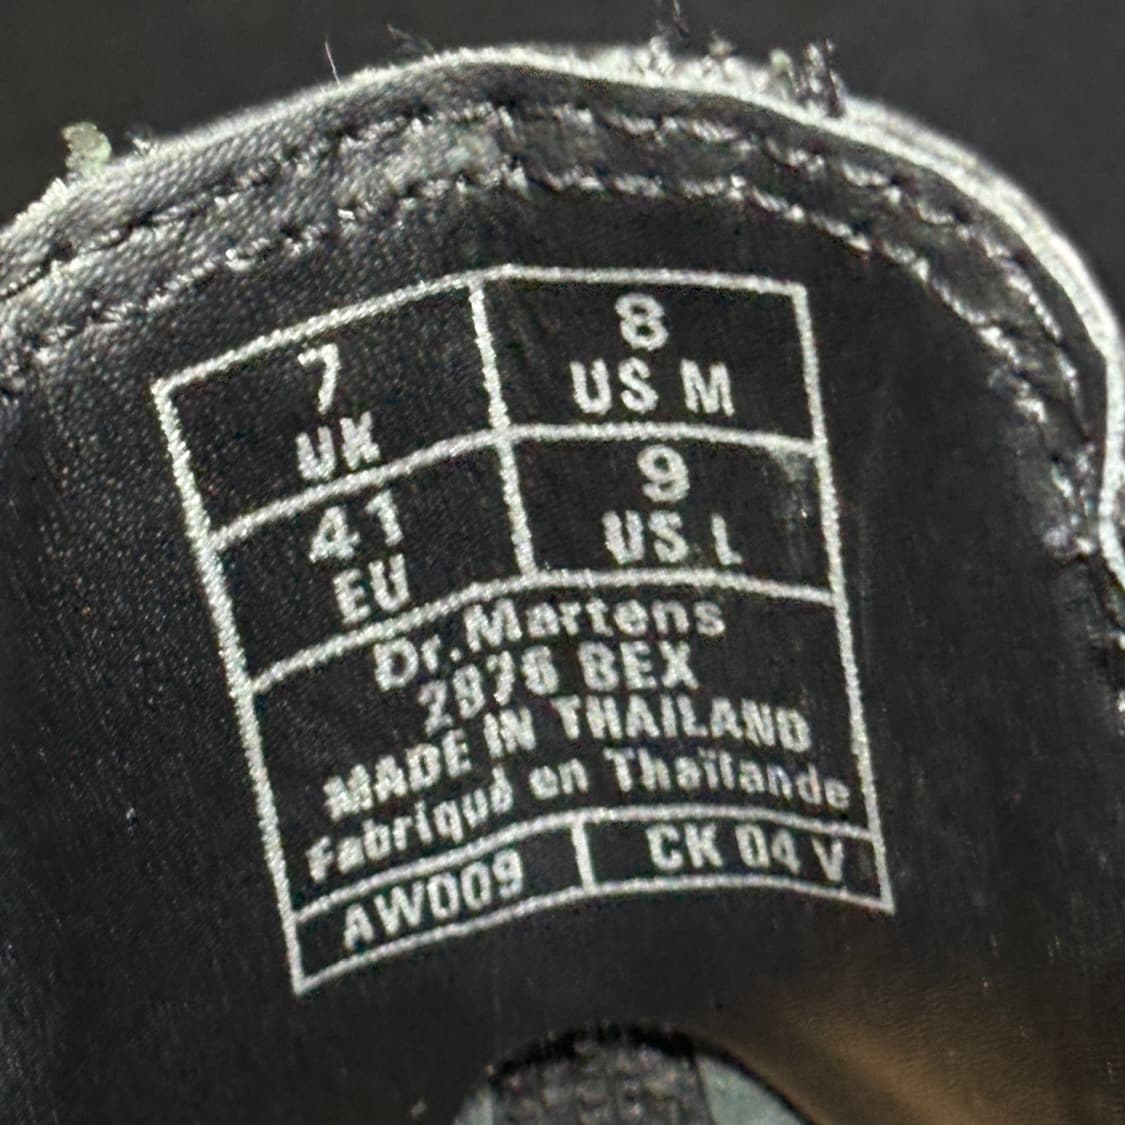 7
UK
8
US M
41
EU
9
US L
Dr.Martens
2976 BEX
MADE IN THAILAND
Fabriqué en Thaïlande
AW009
CK 04 V